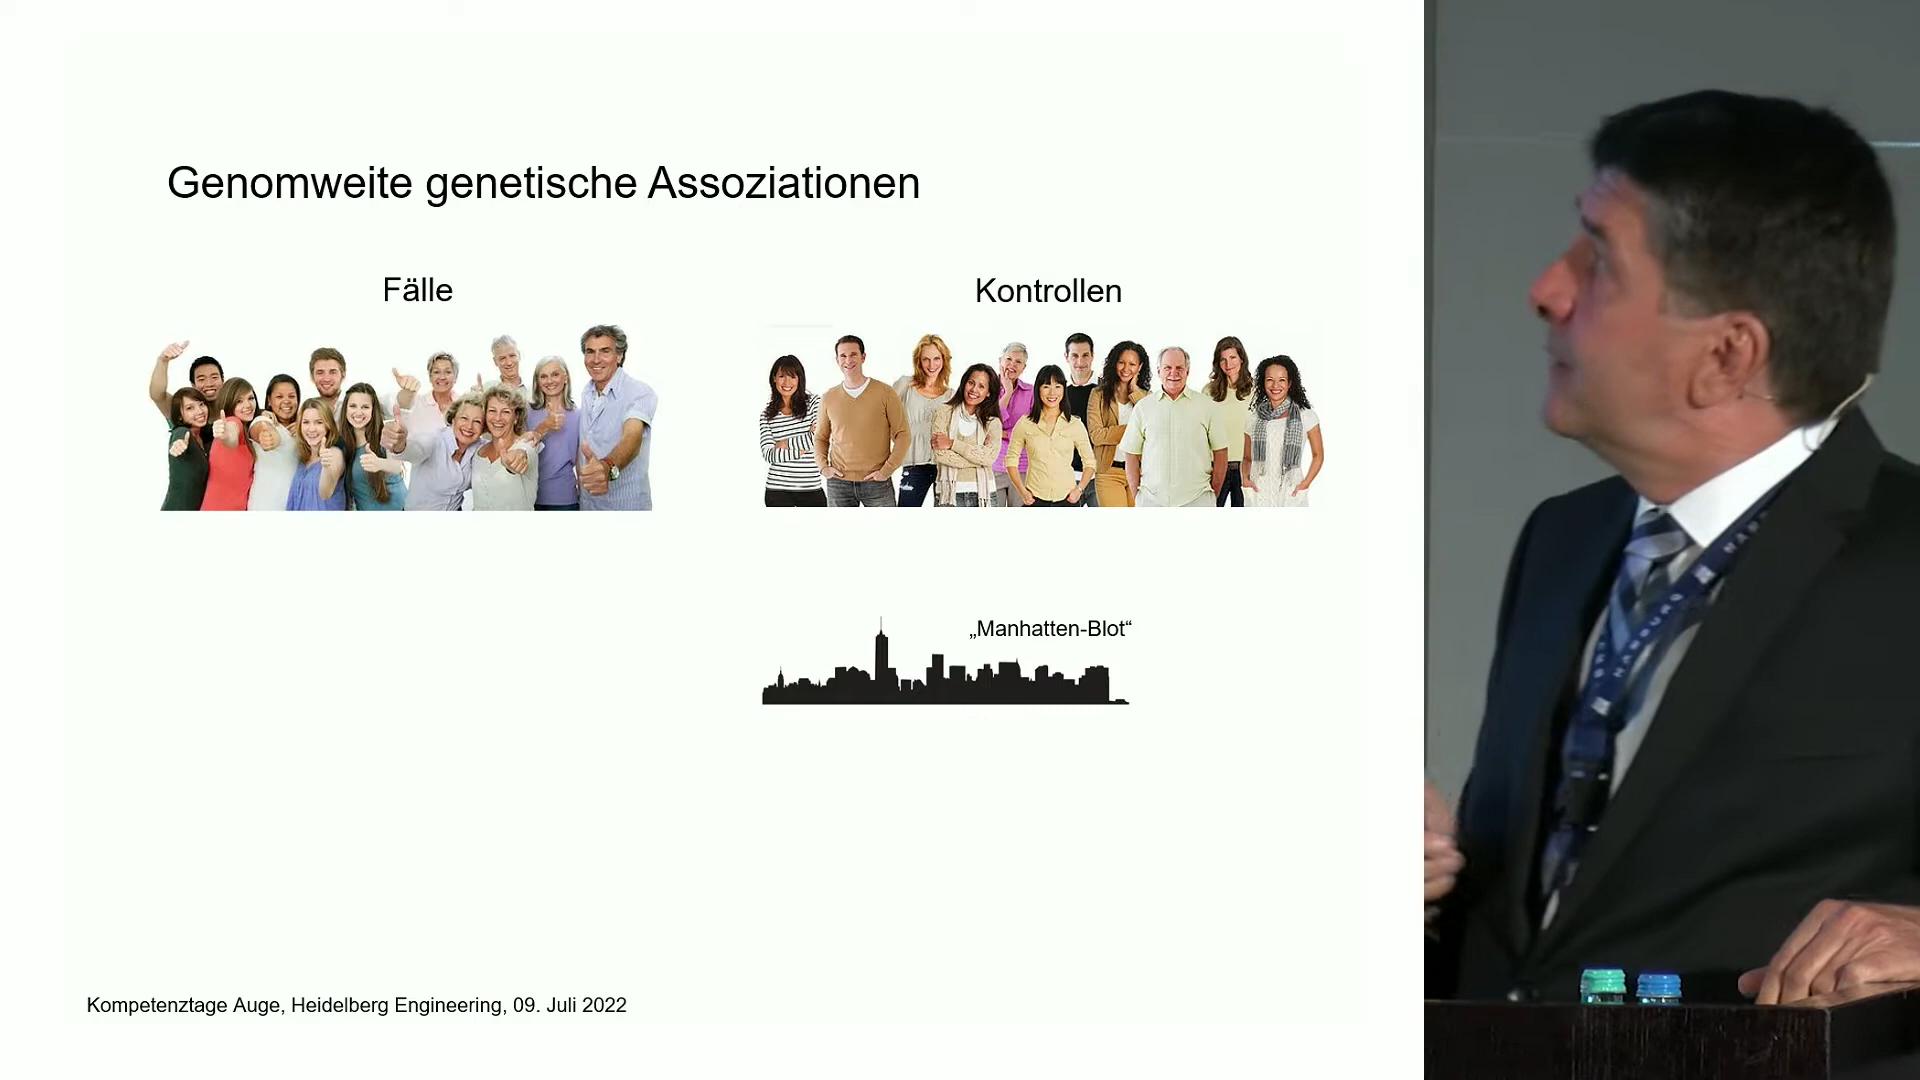 Genomweite genetische Assoziationen
Fälle
Kontrollen
„Manhatten-Blot“
Kompetenztage Auge, Heidelberg Engineering, 09. Juli 2022